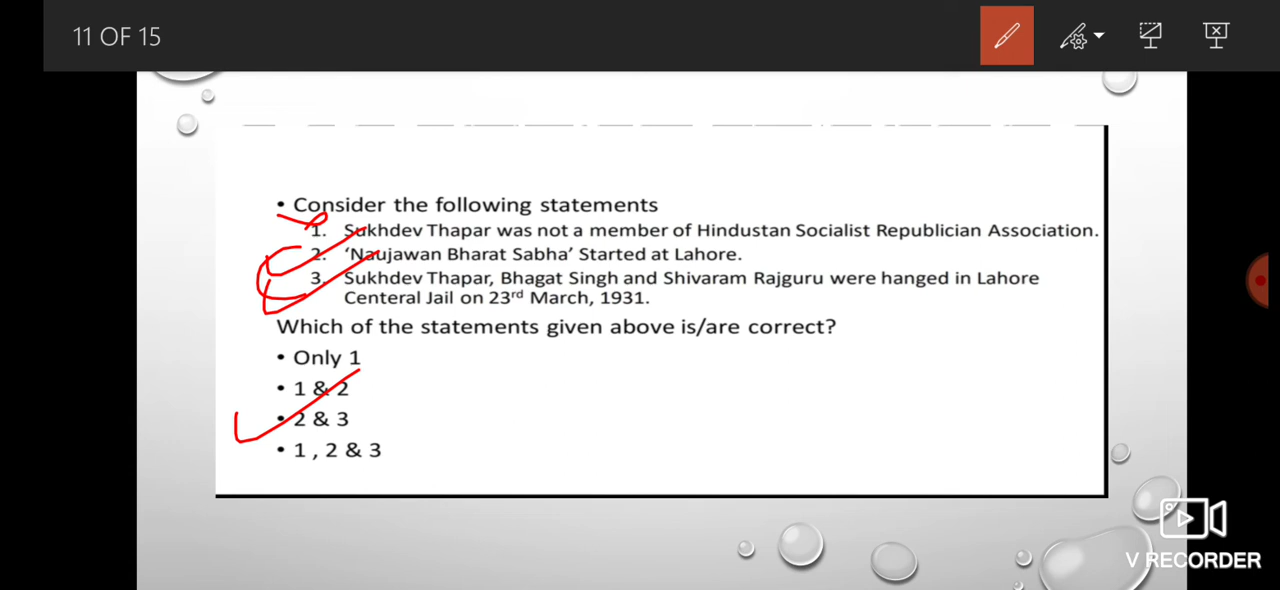 11 OF 15
• Consider the following statements
1. Sukhdev Thapar was not a member of Hindustan Socialist Republician Association.
2. ‘Naujawan Bharat Sabha’ Started at Lahore.
3. Sukhdev Thapar, Bhagat Singh and Shivaram Rajguru were hanged in Lahore
Centeral Jail on 23rd March, 1931.
Which of the statements given above is/are correct?
• Only 1
• 1 & 2
• 2 & 3
• 1 , 2 & 3
V RECORDER